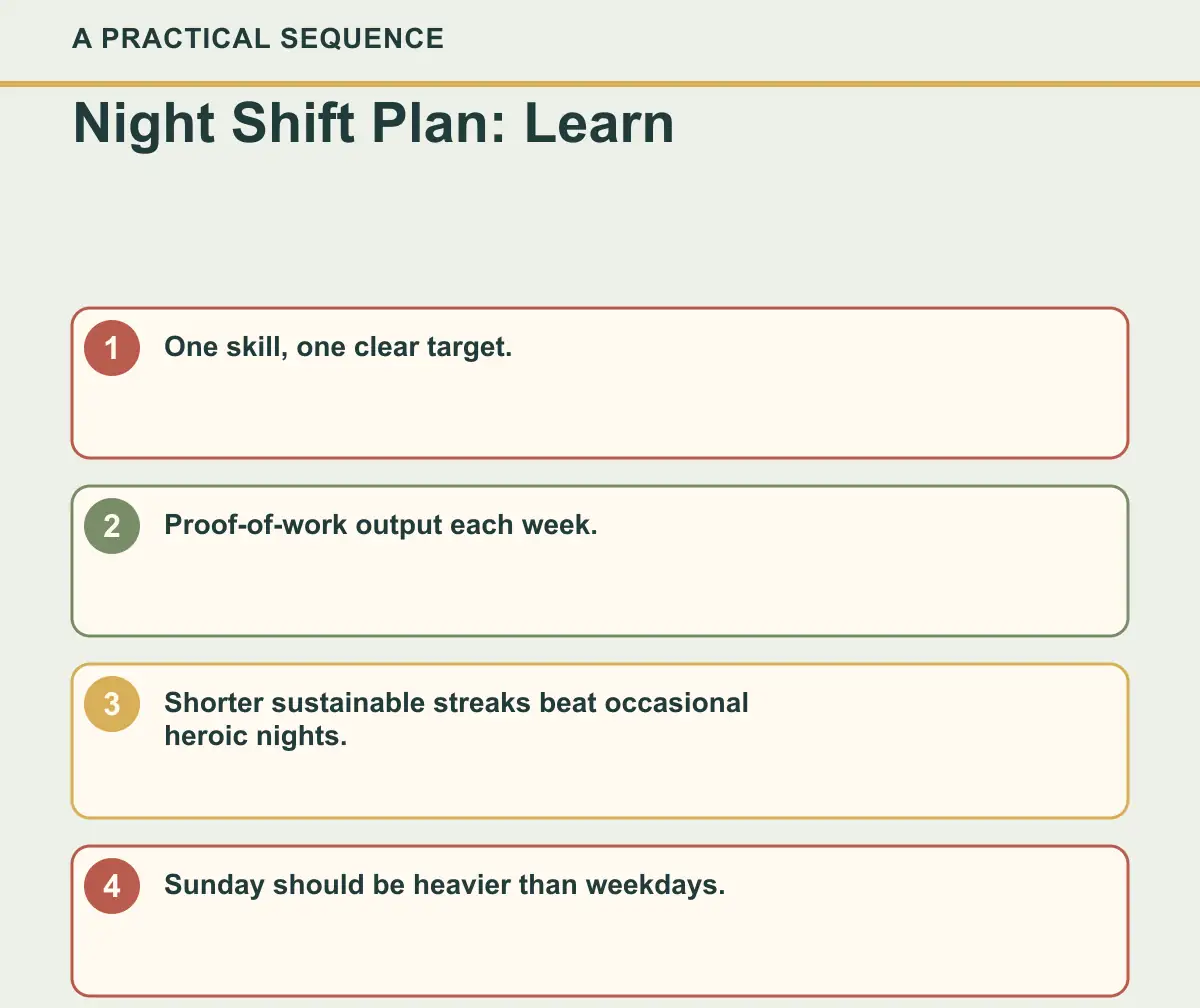 A PRACTICAL SEQUENCE
Night Shift Plan: Learn
1
One skill, one clear target.
2
Proof-of-work output each week.
3
Shorter sustainable streaks beat occasional
heroic nights.
4
Sunday should be heavier than weekdays.